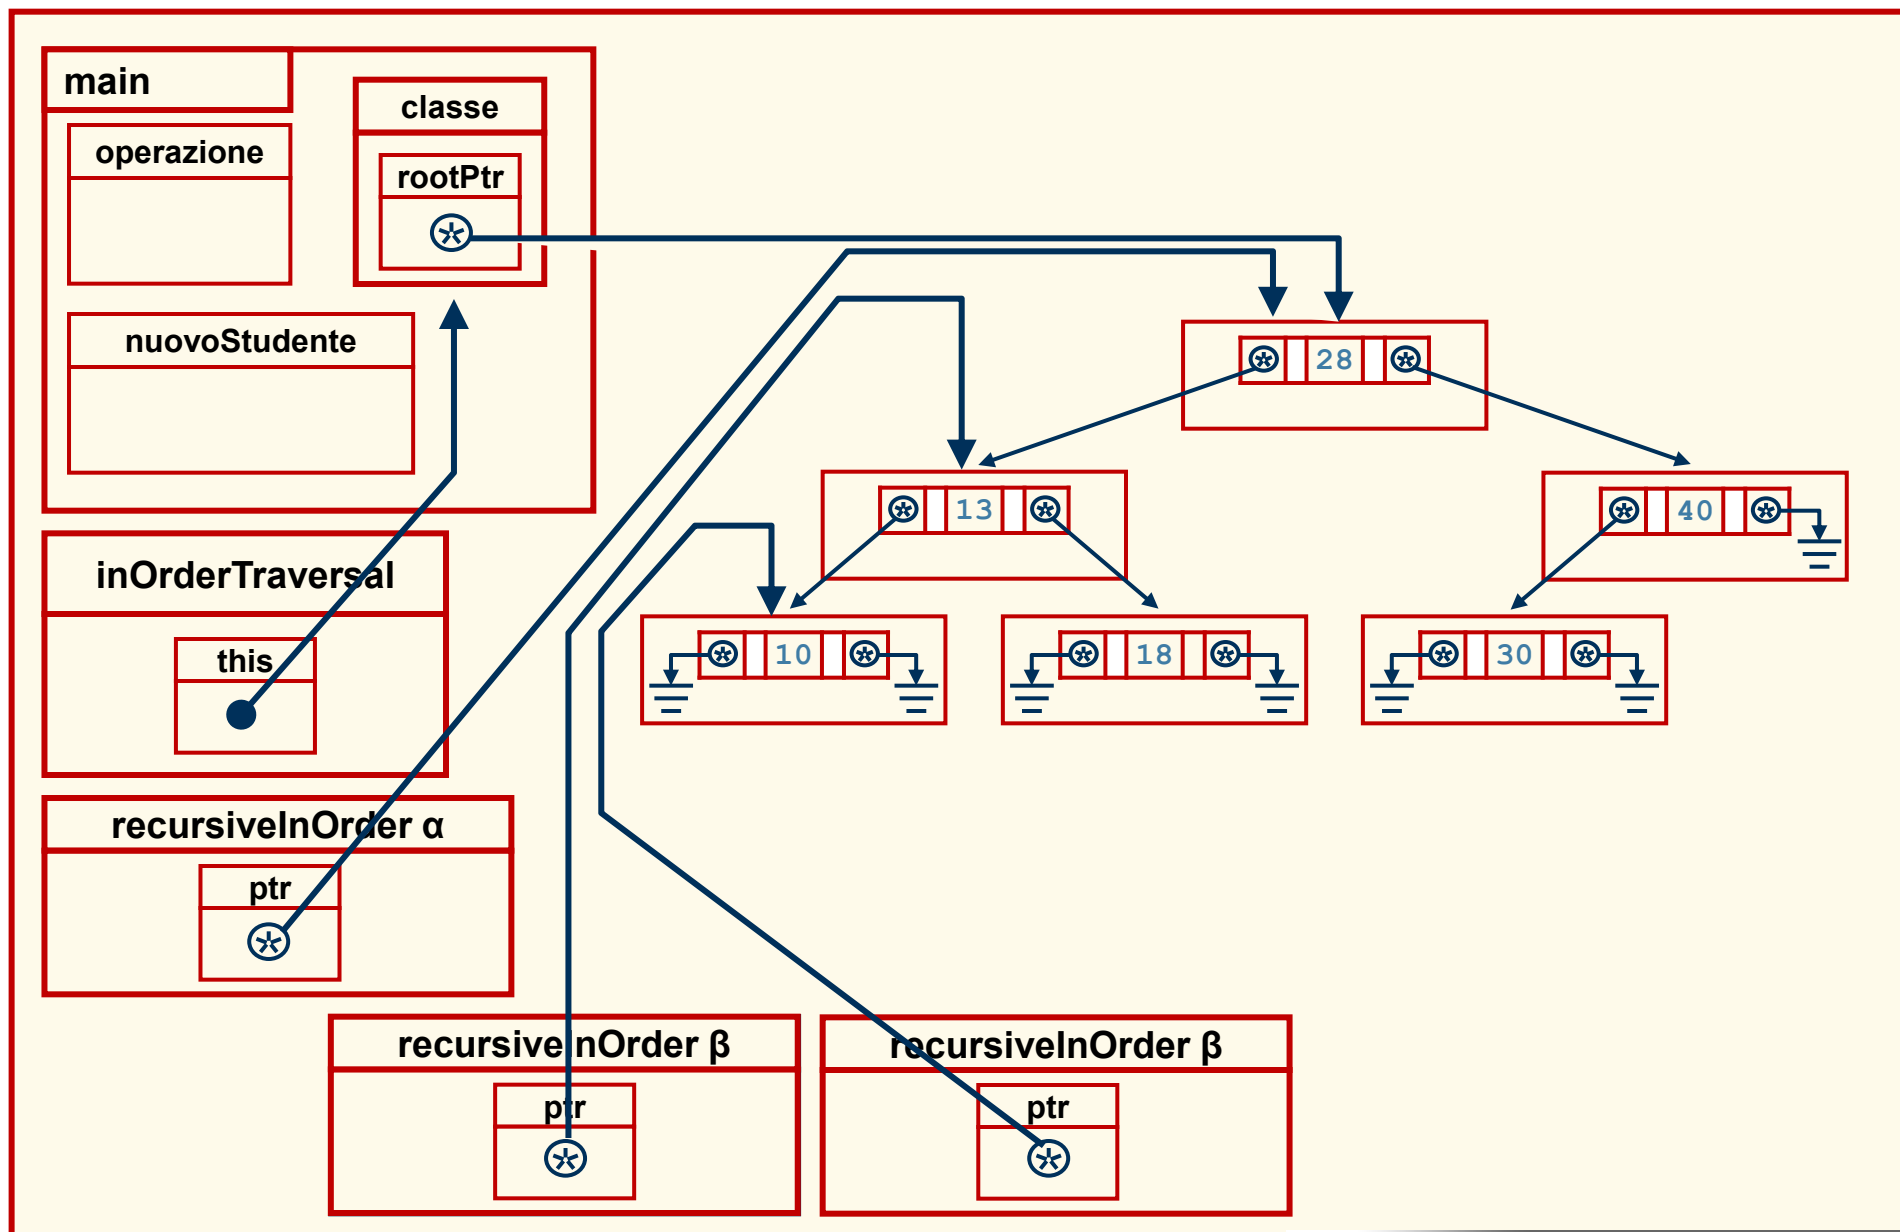 main
classe
operazione
rootPtr
nuovoStudente
28
13
40
inOrderTraversal
this
10
18
30
recursiveInOrder α
ptr
recursiveInOrder β
recursiveInOrder β
ptr
ptr